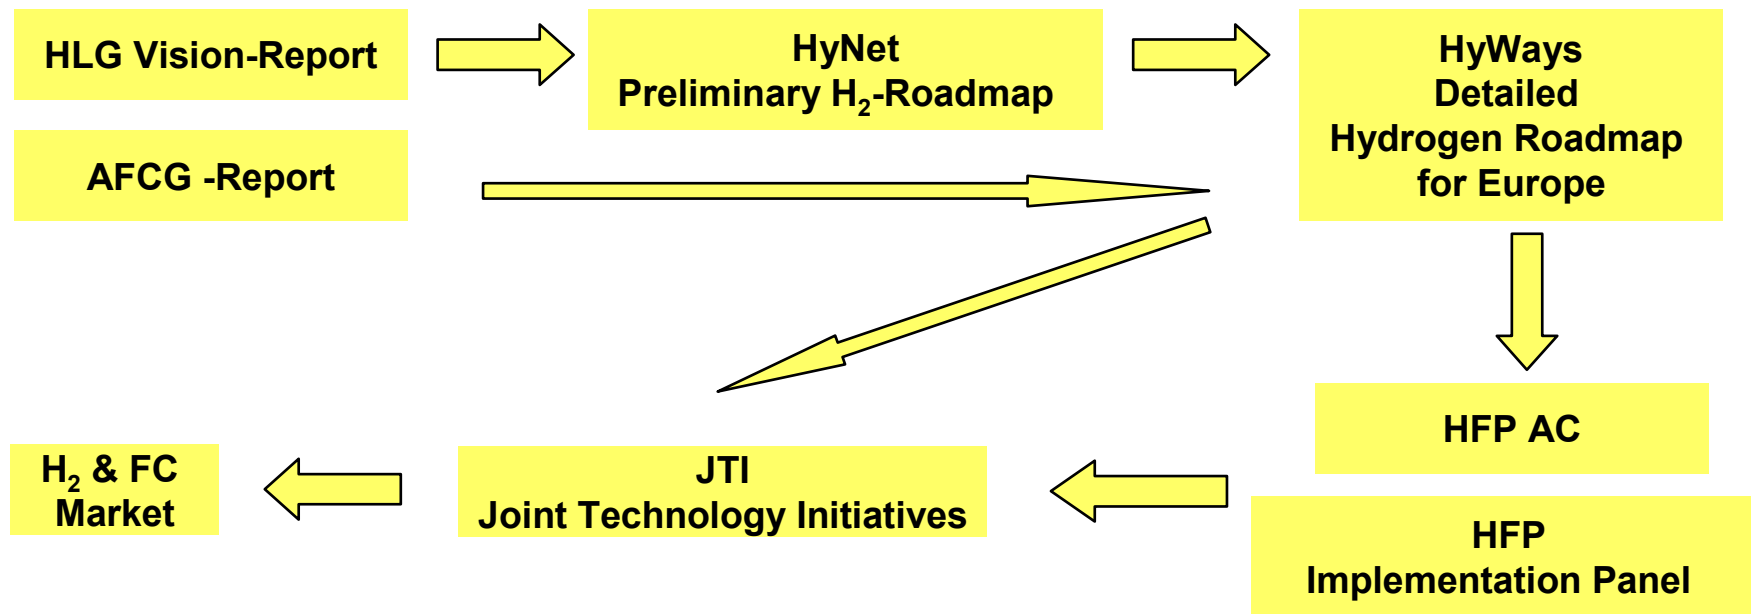 HLG Vision-Report
HyNet
Preliminary H₂-Roadmap
HyWays
Detailed
Hydrogen Roadmap
for Europe
AFCG -Report
HFP AC
H₂ & FC
Market
JTI
Joint Technology Initiatives
HFP
Implementation Panel